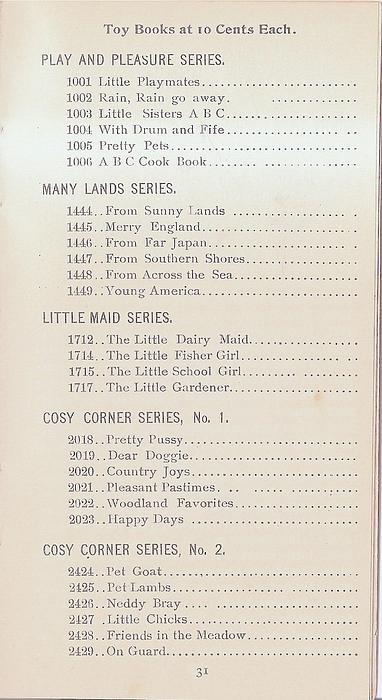 Toy Books at 10 Cents Each.
PLAY AND PLEASURE SERIES.
1001 Little Playmates..............................
1002 Rain, Rain go away. ................
1003 Little Sisters A B C........................
1004 With Drum and Fife..................... ..
1005 Pretty Pets...................................
1006 A B C Cook Book........ ...................
MANY LANDS SERIES.
1444..From Sunny Lands ..................... .
1445..Merry England............................
1446..From Far Japan...........................
1447..From Southern Shores.....................
1448..From Across the Sea.......................
1449..Young America............................
LITTLE MAID SERIES.
1712..The Little Dairy Maid.....................
1714..The Little Fisher Girl.................. ..
1715..The Little School Girl......... ............
1717..The Little Gardener........................
COSY CORNER SERIES, No. 1.
2018..Pretty Pussy...............................
2019..Dear Doggie...............................
2020..Country Joys..............................
2021..Pleasant Pastimes. .. ..... ...............
2022..Woodland Favorites.......................
2023..Happy Days .............................
COSY CORNER SERIES, No. 2.
2424..Pet Goat...................................
2425..Pet Lambs.................................
2426..Neddy Bray .... ..........................
2427 .Little Chicks..............................
2428..Friends in the Meadow....................
2429..On Guard..................................
31